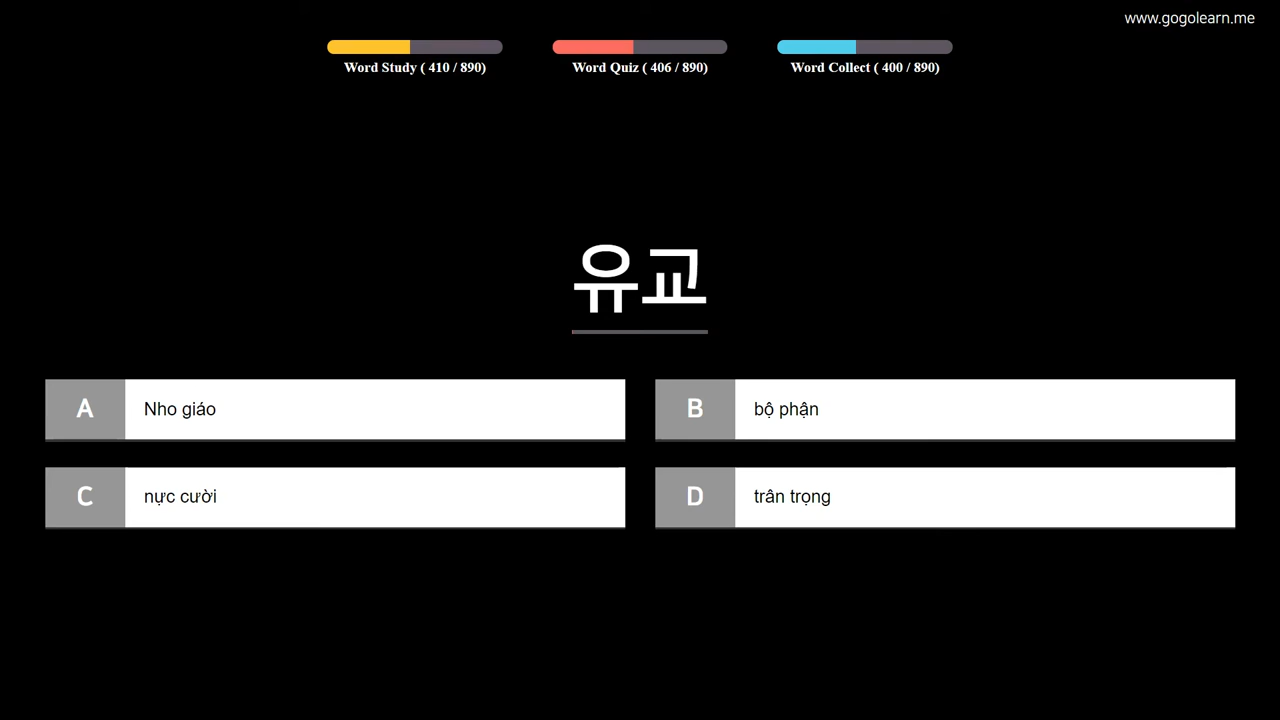 www.gogolearn.me
Word Study ( 410 / 890)
Word Quiz ( 406 / 890)
Word Collect ( 400 / 890)
유교
A Nho giáo
B bộ phận
C nực cười
D trân trọng